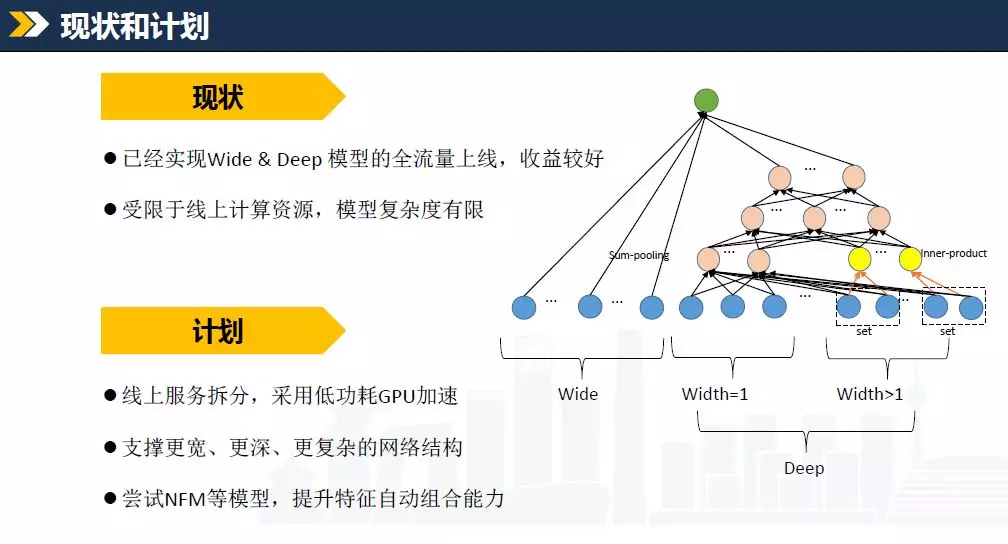 现状和计划
现状
●已经实现Wide & Deep 模型的全流量上线，收益较好
●受限于线上计算资源，模型复杂度有限
计划
●线上服务拆分，采用低功耗GPU加速
●支撑更宽、更深、更复杂的网络结构
●尝试NFM等模型，提升特征自动组合能力
...
... ...
... ...
Sum-pooling ... ... Inner-product
... ... ... ...
set set
Wide Width=1 Width>1
Deep